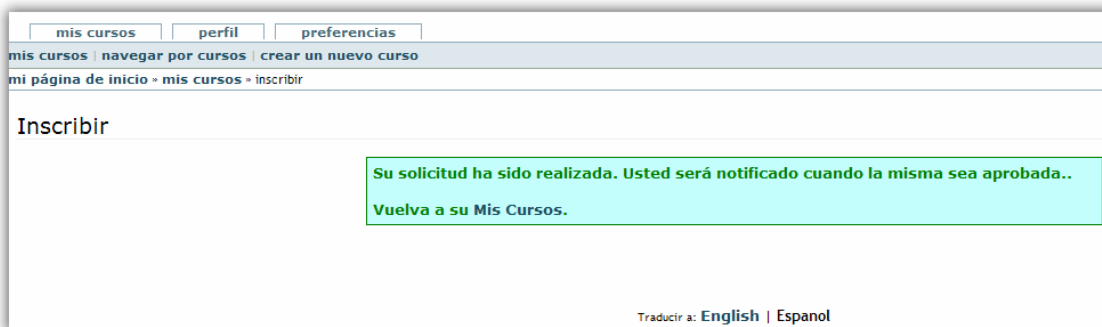 mis cursos perfil preferencias
mis cursos | navegar por cursos | crear un nuevo curso
mi página de inicio » mis cursos » inscribir
Inscribir
Su solicitud ha sido realizada. Usted será notificado cuando la misma sea aprobada..
Vuelva a su Mis Cursos.
Traducir a: English | Espanol